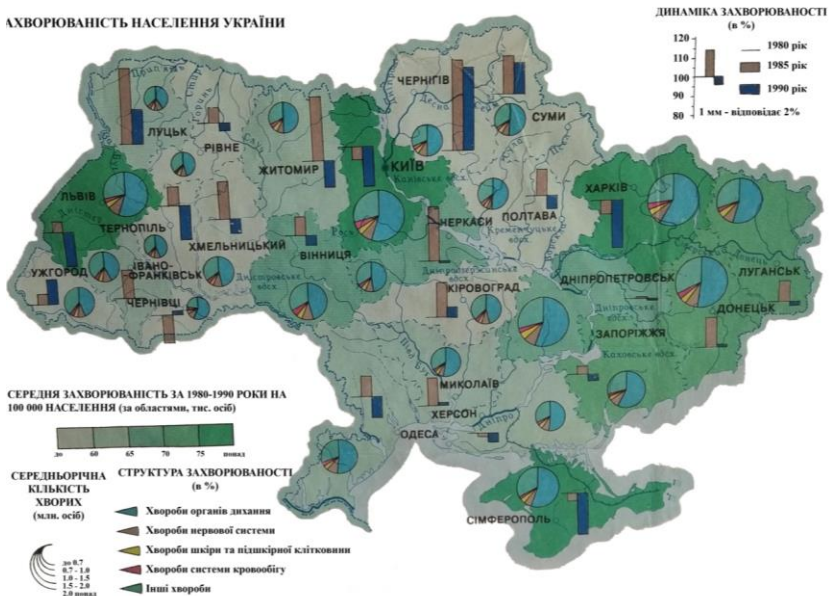 АХВОРЮВАНІСТЬ НАСЕЛЕННЯ УКРАЇНИ
ДИНАМІКА ЗАХВОРЮВАНОСТІ
(в %)
120
110
100
90
80
1980 рік
1985 рік
1990 рік
1 мм - відповідає 2%
ЧЕРНІГІВ
СУМИ
ЛУЦЬК
РІВНЕ
ЖИТОМИР
КИЇВ
ХАРКІВ
ЛЬВІВ
ТЕРНОПІЛЬ
ХМЕЛЬНИЦЬКИЙ
ВІННИЦЯ
ЧЕРКАСИ
ПОЛТАВА
УЖГОРОД
ІВАНО-
ФРАНКІВСЬК
ЧЕРНІВЦІ
КІРОВОГРАД
ДНІПРОПЕТРОВСЬК
ЛУГАНСЬК
ДОНЕЦЬК
ЗАПОРІЖЖЯ
МИКОЛАЇВ
ХЕРСОН
ОДЕСА
Дніпро
СІМФЕРОПОЛЬ
СЕРЕДНЯ ЗАХВОРЮВАНІСТЬ ЗА 1980-1990 РОКИ НА
100 000 НАСЕЛЕННЯ (за областями, тис. осіб)
до 60 65 70 75 понад
СЕРЕДНЬОРІЧНА
КІЛЬКІСТЬ
ХВОРИХ
(млн. осіб)
до 0.7
0.7 - 1.0
1.0 - 1.5
1.5 - 2.0
2.0 понад
СТРУКТУРА ЗАХВОРЮВАНОСТІ
(в %)
Хвороби органів дихання
Хвороби нервової системи
Хвороби шкіри та підшкірної клітковини
Хвороби системи кровообігу
Інші хвороби